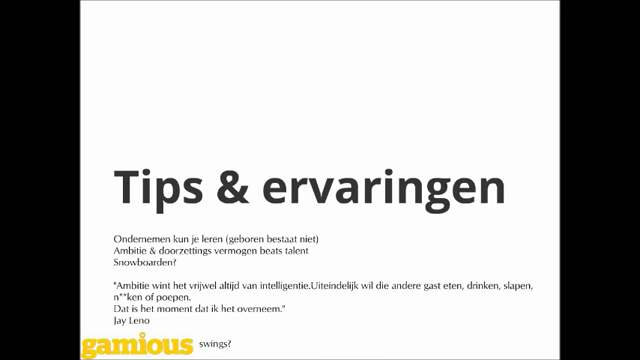 Tips & ervaringen
Ondernemen kun je leren (geboren bestaat niet)
Ambitie & doorzettings vermogen beats talent
Snowboarden?
"Ambitie wint het vrijwel altijd van intelligentie.Uiteindelijk wil die andere gast eten, drinken, slapen,
n**ken of poepen.
Dat is het moment dat ik het overneem."
Jay Leno
gamious swings?